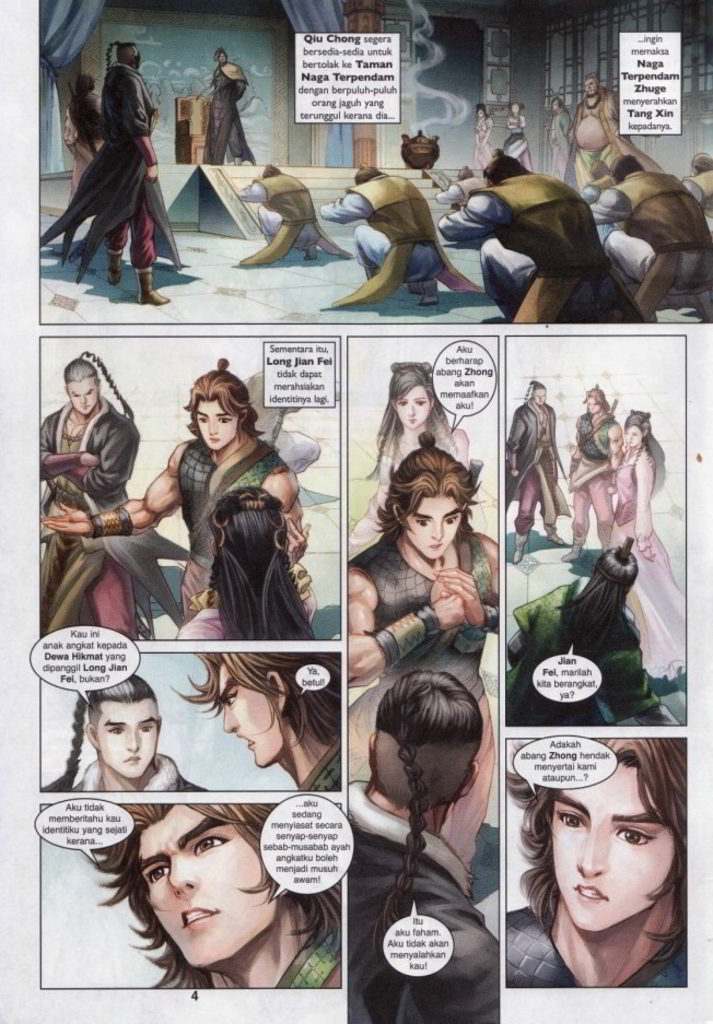 Qiu Chong segera
bersedia-sedia untuk
bertolak ke Taman
Naga Terpendam
dengan berpuluh-puluh
orang jaguh yang
terunggul kerana dia...
...ingin
memaksa
Naga
Terpendam
Zhuge
menyerahkan
Tang Xin
kepadanya.
Sementara itu,
Long Jian Fei
tidak dapat
merahsiakan
identitinya lagi.
Kau ini
anak angkat kepada
Dewa Hikmat yang
dipanggil Long Jian
Fei, bukan?
Ya,
betul!
Aku tidak
memberitahu kau
identitiku yang sejati
kerana...
...aku
sedang
menyiasat secara
senyap-senyap
sebab-musabab ayah
angkatku boleh
menjadi musuh
awam!
Aku
berharap
abang Zhong
akan
memaafkan
aku!
Itu
aku faham.
Aku tidak akan
menyalahkan
kau!
Jian
Fei, marilah
kita berangkat,
ya?
Adakah
abang Zhong hendak
menyertai kami
ataupun...?
4